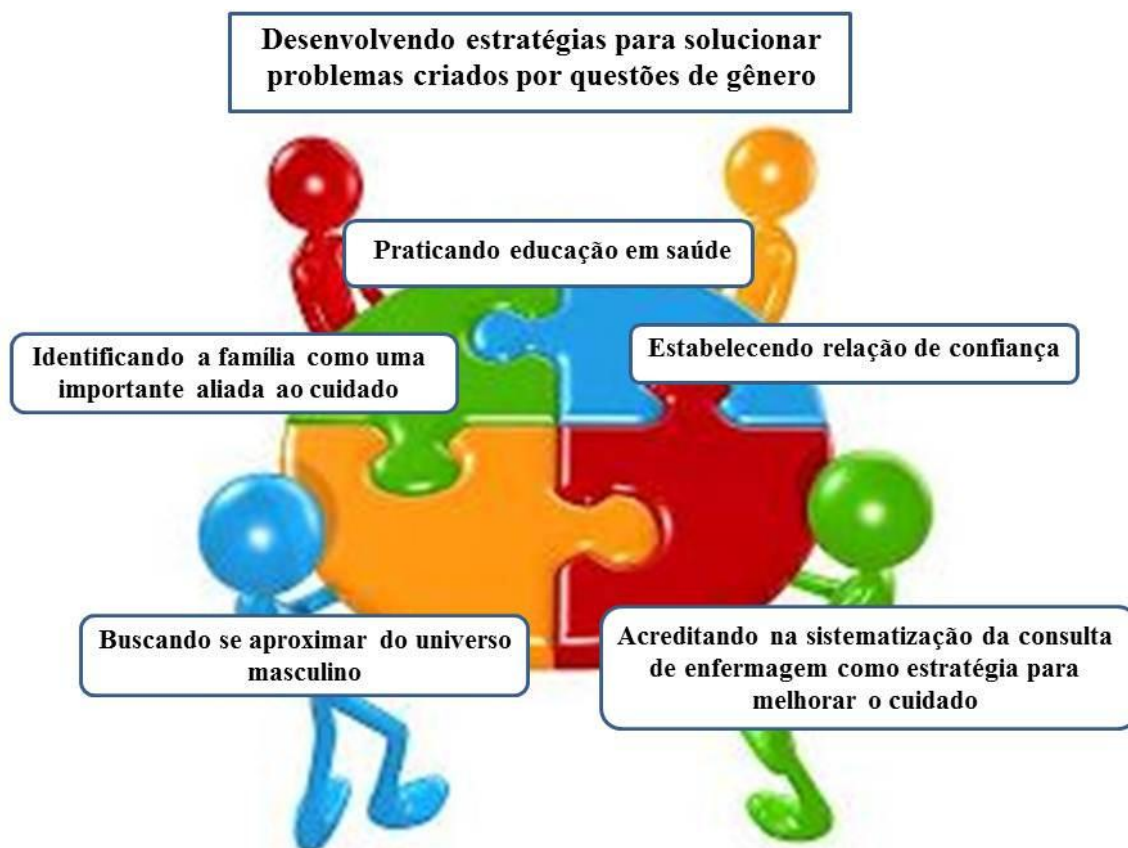 Desenvolvendo estratégias para solucionar
problemas criados por questões de gênero
Praticando educação em saúde
Identificando a família como uma
importante aliada ao cuidado
Estabelecendo relação de confiança
Buscando se aproximar do universo
masculino
Acreditando na sistematização da consulta
de enfermagem como estratégia para
melhorar o cuidado